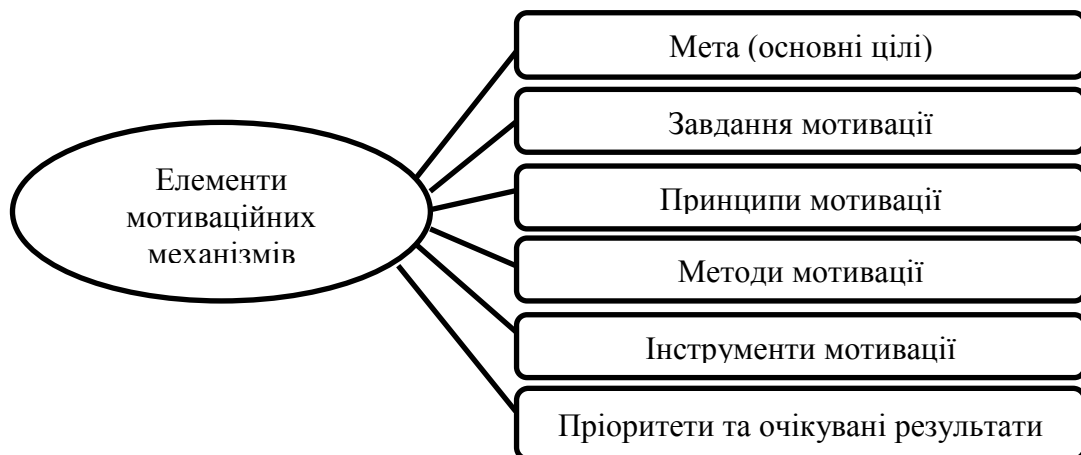 Елементи
мотиваційних
механізмів
Мета (основні цілі)
Завдання мотивації
Принципи мотивації
Методи мотивації
Інструменти мотивації
Пріоритети та очікувані результати